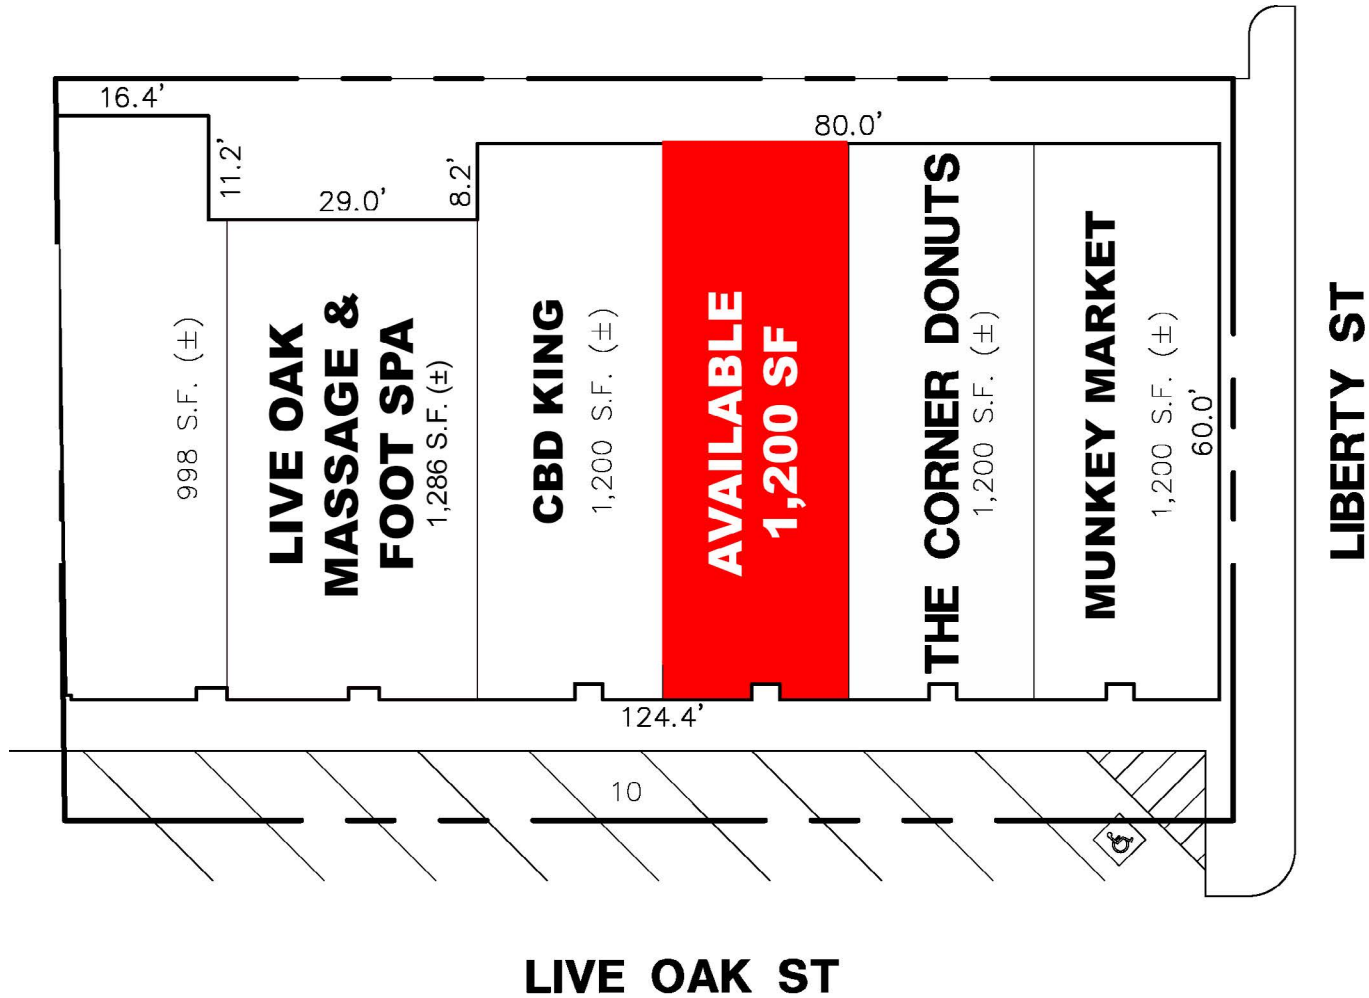 16.4'
11.2'
29.0'
8.2'
80.0'
998 S.F. (±)
LIVE OAK
MASSAGE &
FOOT SPA
1,286 S.F. (±)
CBD KING
1,200 S.F. (±)
AVAILABLE
1,200 SF
THE CORNER DONUTS
1,200 S.F. (±)
MUNKEY MARKET
1,200 S.F. (±)
60.0'
LIBERTY ST
124.4'
10
LIVE OAK ST